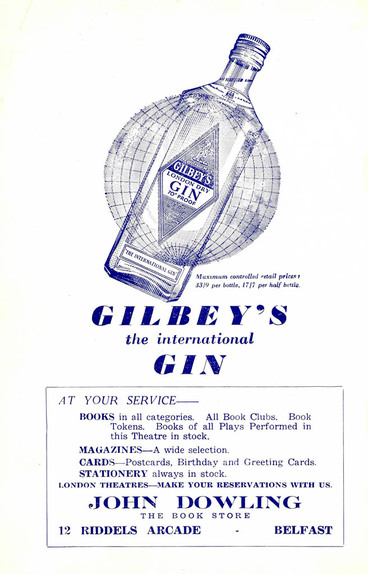 GILBEY'S
LONDON DRY
GIN
70° PROOF
THE INTERNATIONAL GIN
Maximum controlled retail prices:
33/9 per bottle, 17/7 per half bottle.
GILBEY'S
the international
GIN
AT YOUR SERVICE—
BOOKS in all categories. All Book Clubs. Book
Tokens. Books of all Plays Performed in
this Theatre in stock.
MAGAZINES—A wide selection.
CARDS—Postcards, Birthday and Greeting Cards.
STATIONERY always in stock.
LONDON THEATRES—MAKE YOUR RESERVATIONS WITH US.
JOHN DOWLING
THE BOOK STORE
12 RIDDELS ARCADE - BELFAST